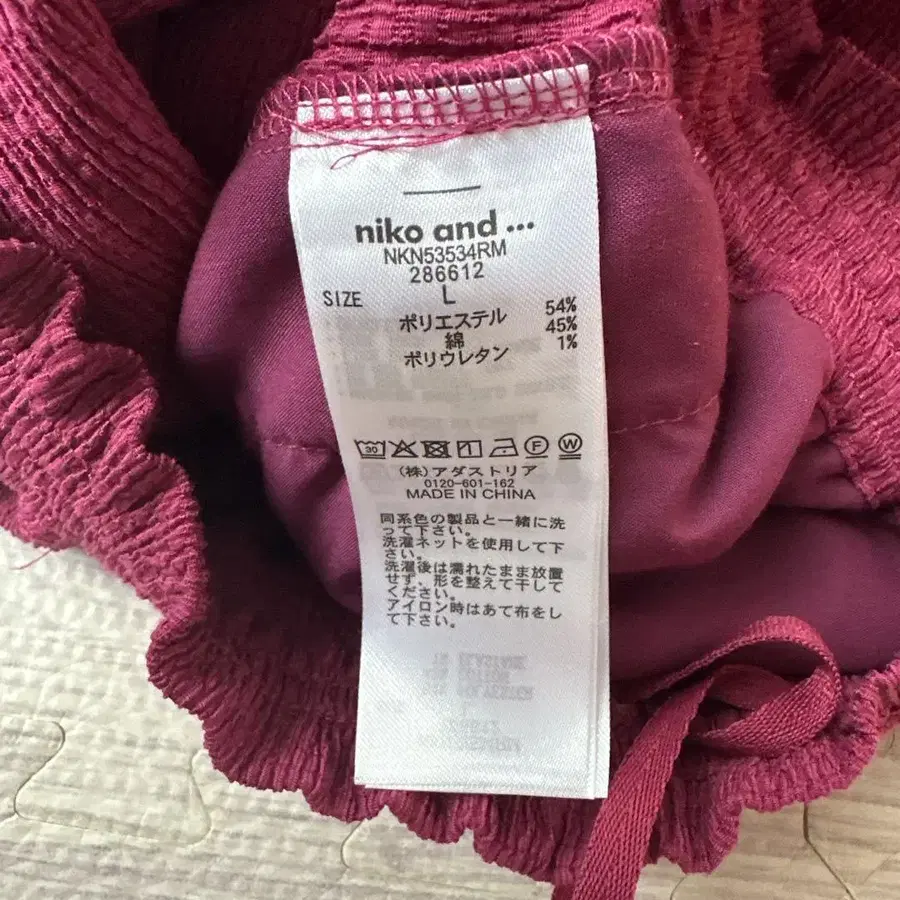 niko and ...
NKN53534RM
286612
SIZE L
ポリエステル 54%
綿 45%
ポリウレタン 1%
30 F W
(株)アダストリア
0120-601-162
MADE IN CHINA
同系色の製品と一緒に洗
って下さい。
洗濯ネットを使用して下
さい。
洗濯後は濡れたまま放置
せず、形を整えて干して
ください。
アイロン時はあて布をし
て下さい。